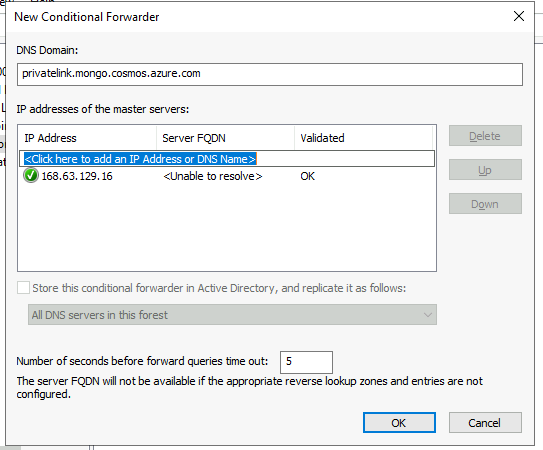 New Conditional Forwarder
DNS Domain:
privatelink.mongo.cosmos.azure.com
IP addresses of the master servers:
IP Address Server FQDN Validated
<Click here to add an IP Address or DNS Name>
168.63.129.16 <Unable to resolve> OK
Delete
Up
Down
Store this conditional forwarder in Active Directory, and replicate it as follows:
All DNS servers in this forest
Number of seconds before forward queries time out: 5
The server FQDN will not be available if the appropriate reverse lookup zones and entries are not
configured.
OK Cancel